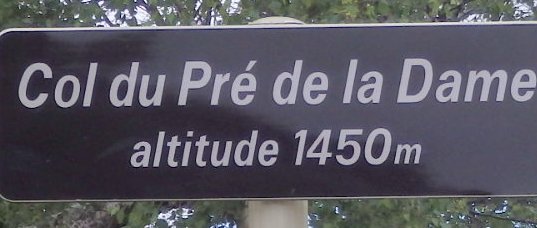 Col du Pré de la Dame
altitude 1450m